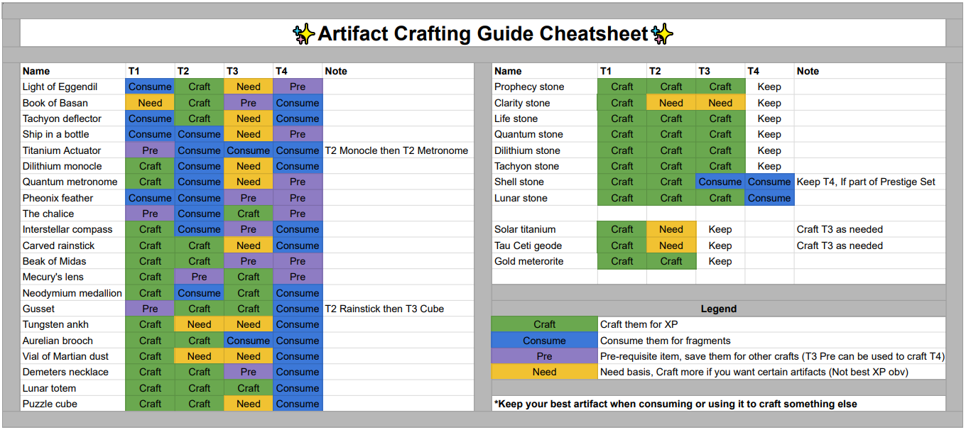 ✨Artifact Crafting Guide Cheatsheet✨
Name T1 T2 T3 T4 Note
Light of Eggendil Consume Craft Need Pre
Book of Basan Need Craft Pre Consume
Tachyon deflector Consume Craft Need Consume
Ship in a bottle Consume Consume Need Pre
Titanium Actuator Pre Consume Consume Consume T2 Monocle then T2 Metronome
Dilithium monocle Craft Consume Need Consume
Quantum metronome Craft Consume Need Pre
Pheonix feather Consume Consume Pre Pre
The chalice Pre Consume Craft Pre
Interstellar compass Craft Consume Pre Consume
Carved rainstick Craft Craft Need Consume
Beak of Midas Craft Craft Pre Pre
Mecury's lens Craft Pre Craft Pre
Neodymium medallion Craft Consume Craft Consume
Gusset Pre Craft Craft Consume T2 Rainstick then T3 Cube
Tungsten ankh Craft Need Need Consume
Aurelian brooch Craft Craft Consume Consume
Vial of Martian dust Craft Need Need Consume
Demeters necklace Craft Craft Pre Consume
Lunar totem Craft Craft Craft Consume
Puzzle cube Craft Craft Need Consume
Name T1 T2 T3 T4 Note
Prophecy stone Craft Craft Craft Keep
Clarity stone Craft Need Need Keep
Life stone Craft Craft Craft Keep
Quantum stone Craft Craft Craft Keep
Dilithium stone Craft Craft Craft Keep
Tachyon stone Craft Craft Craft Keep
Shell stone Craft Craft Consume Consume Keep T4, If part of Prestige Set
Lunar stone Craft Craft Craft Consume
Solar titanium Craft Need Keep Craft T3 as needed
Tau Ceti geode Craft Need Keep Craft T3 as needed
Gold meterorite Craft Craft Keep
Legend
Craft Craft them for XP
Consume Consume them for fragments
Pre Pre-requisite item, save them for other crafts (T3 Pre can be used to craft T4)
Need Need basis, Craft more if you want certain artifacts (Not best XP obv)
*Keep your best artifact when consuming or using it to craft something else